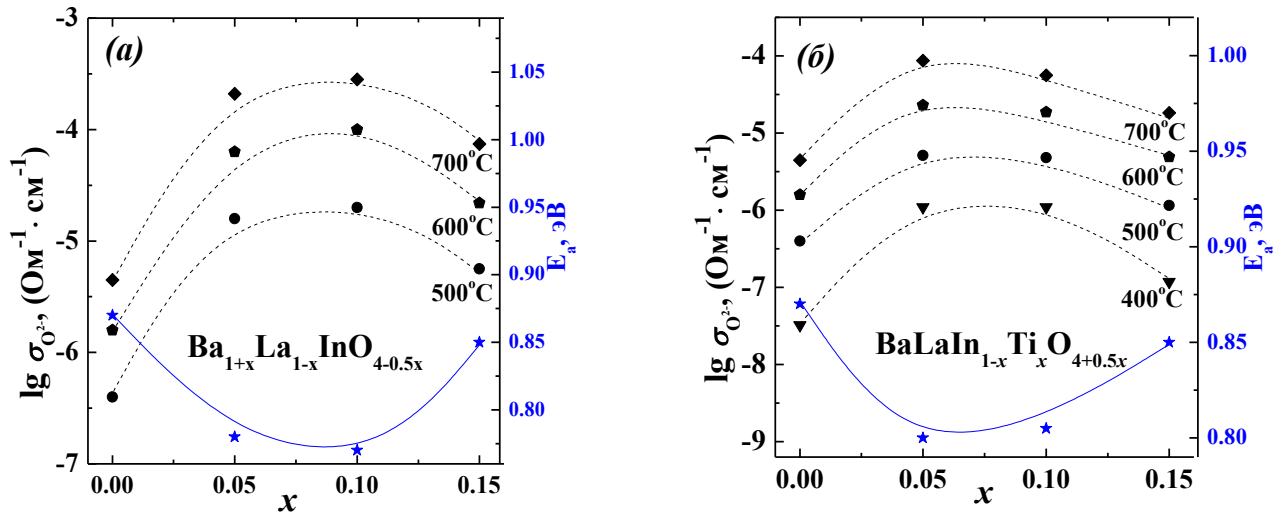 (а)
lg σ_O²⁻, (Ом⁻¹ · см⁻¹)
-3
-4
-5
-6
-7
700°C
600°C
500°C
Ba₁₊ₓLa₁₋ₓInO₄₋₀.₅ₓ
0.00 0.05 0.10 0.15
x
1.05
1.00
0.95
0.90
0.85
0.80
Eₐ, эВ
(б)
lg σ_O²⁻, (Ом⁻¹ · см⁻¹)
-4
-5
-6
-7
-8
-9
700°C
600°C
500°C
400°C
BaLaIn₁₋ₓTiₓO₄₊₀.₅ₓ
0.00 0.05 0.10 0.15
x
1.00
0.95
0.90
0.85
0.80
Eₐ, эВ